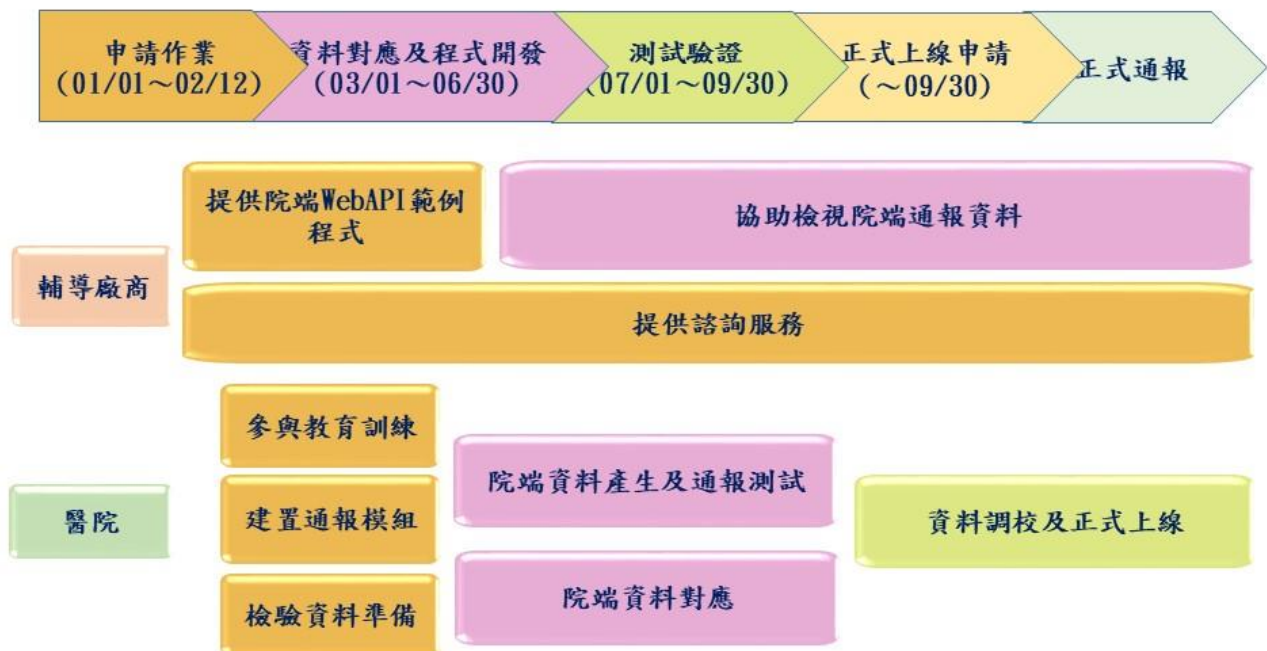 申請作業
(01/01～02/12)
資料對應及程式開發
(03/01～06/30)
測試驗證
(07/01～09/30)
正式上線申請
(～09/30)
正式通報
輔導廠商
提供院端WebAPI範例
程式
協助檢視院端通報資料
提供諮詢服務
醫院
參與教育訓練
建置通報模組
檢驗資料準備
院端資料產生及通報測試
院端資料對應
資料調校及正式上線